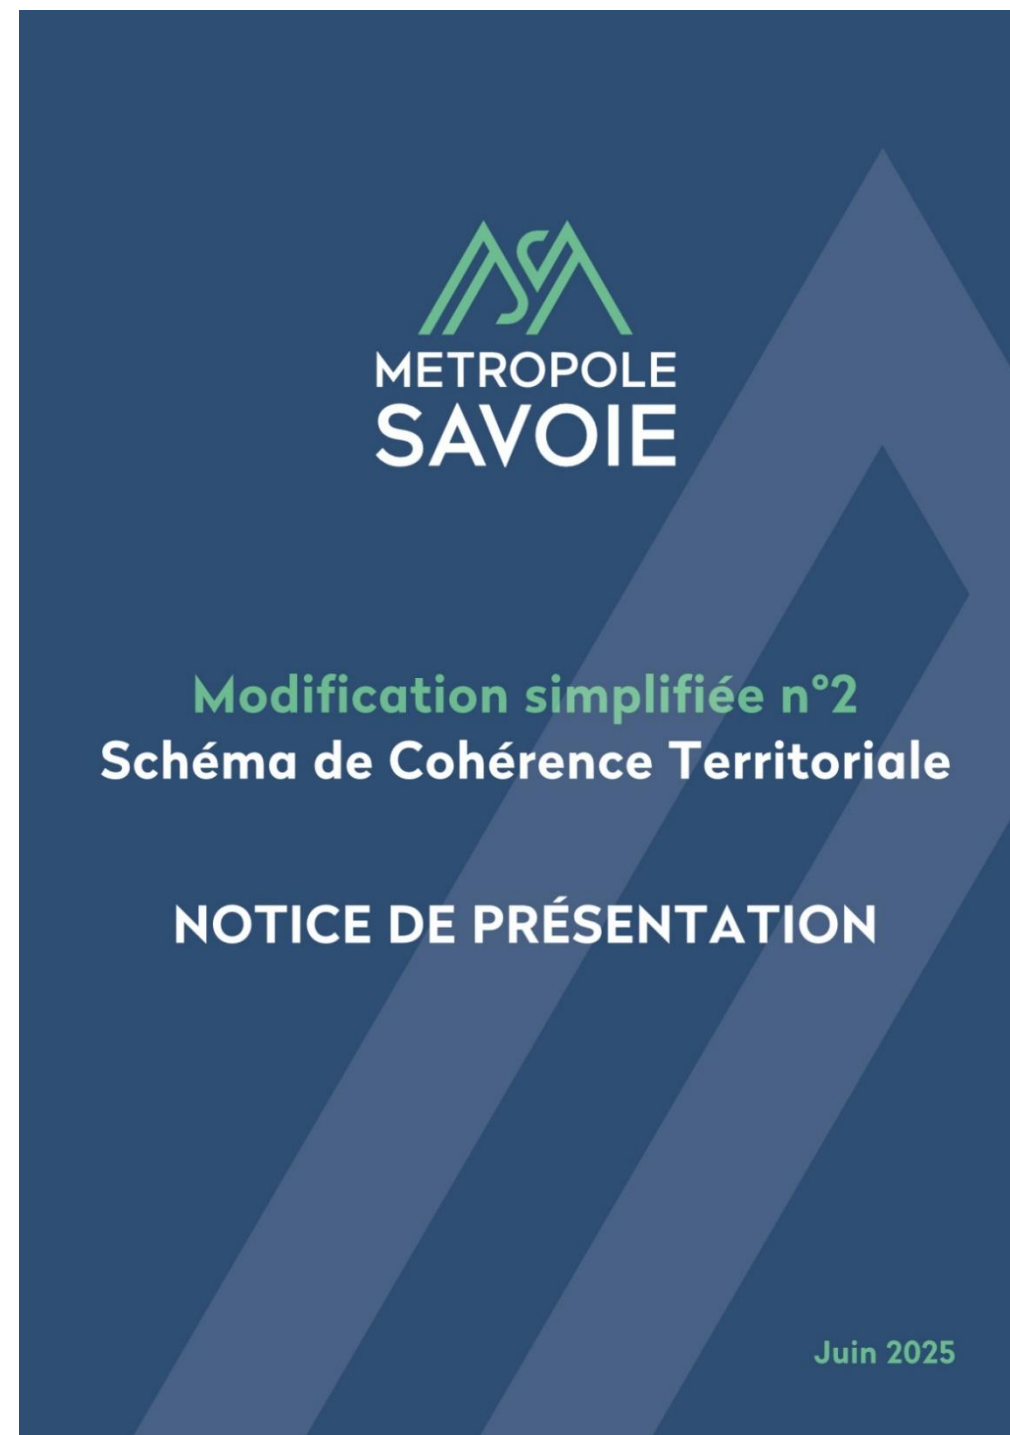 METROPOLE
SAVOIE
Modification simplifiée n°2
Schéma de Cohérence Territoriale
NOTICE DE PRÉSENTATION
Juin 2025